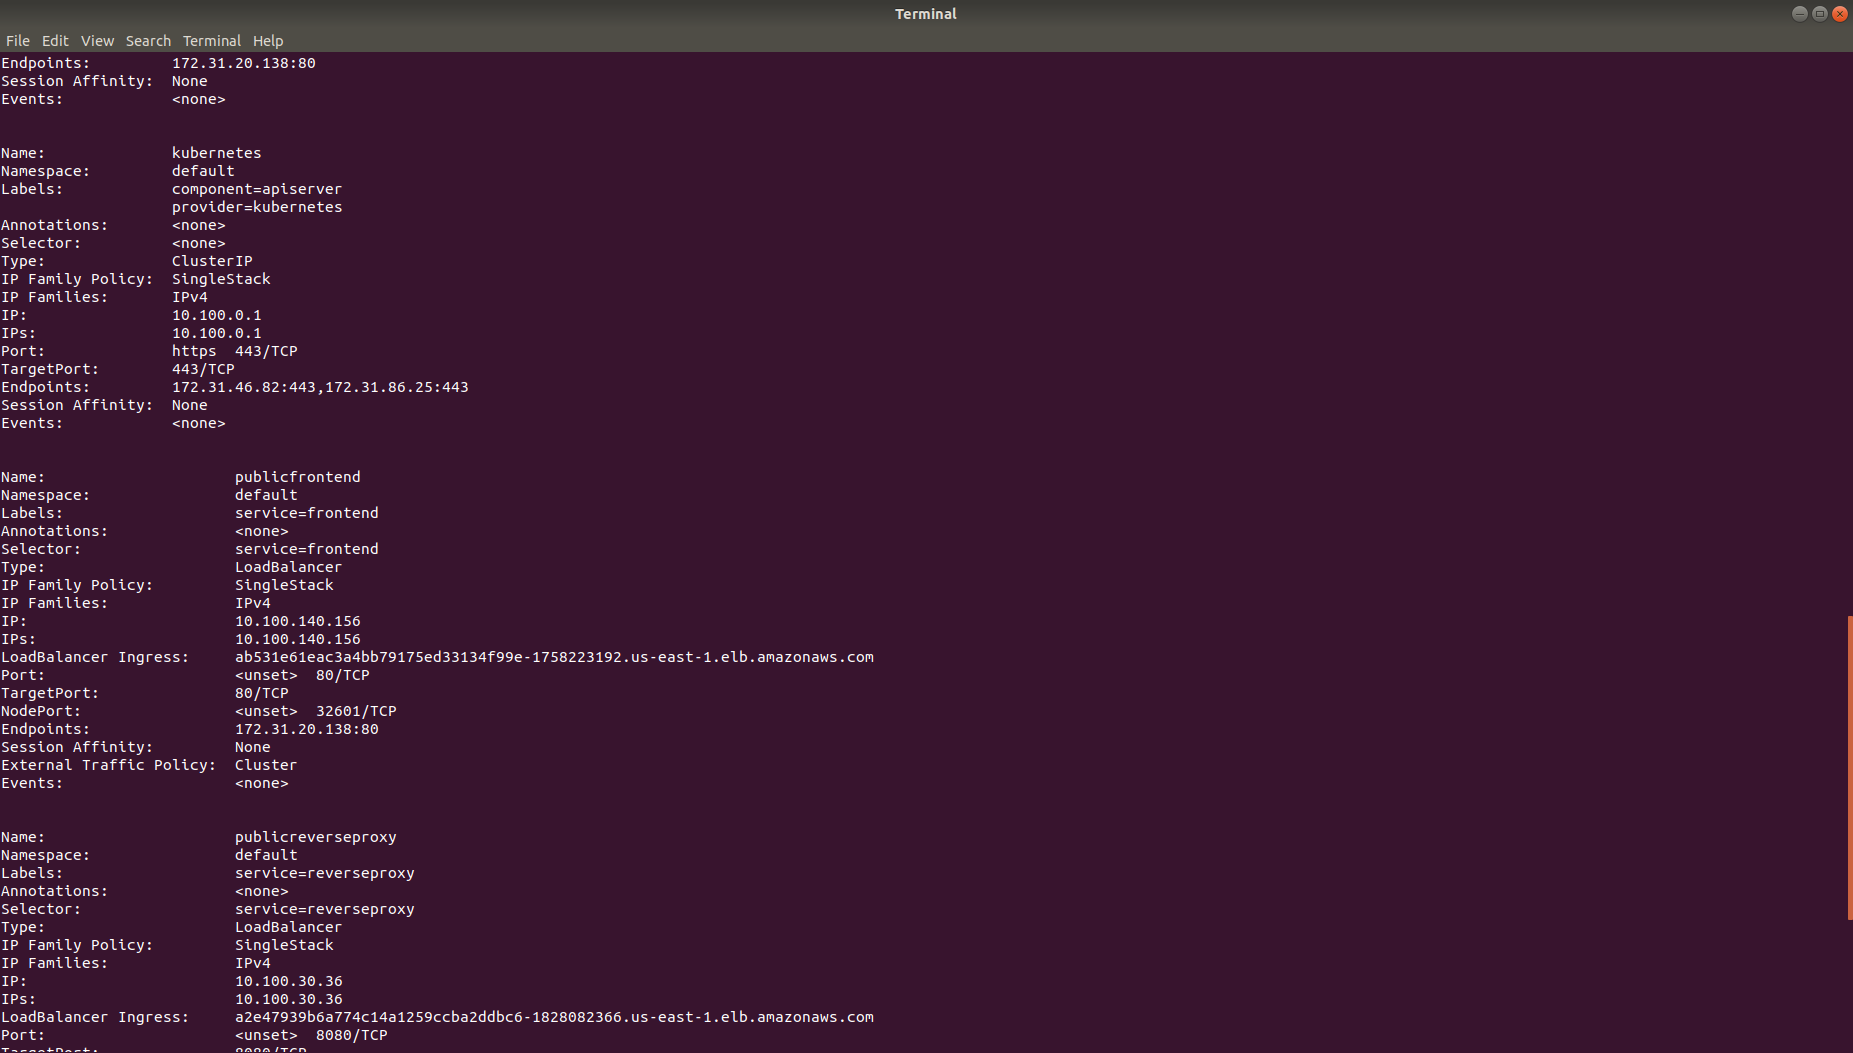 Terminal
File Edit View Search Terminal Help
Endpoints: 172.31.20.138:80
Session Affinity: None
Events: <none>
Name: kubernetes
Namespace: default
Labels: component=apiserver
provider=kubernetes
Annotations: <none>
Selector: <none>
Type: ClusterIP
IP Family Policy: SingleStack
IP Families: IPv4
IP: 10.100.0.1
IPs: 10.100.0.1
Port: https 443/TCP
TargetPort: 443/TCP
Endpoints: 172.31.46.82:443,172.31.86.25:443
Session Affinity: None
Events: <none>
Name: publicfrontend
Namespace: default
Labels: service=frontend
Annotations: <none>
Selector: service=frontend
Type: LoadBalancer
IP Family Policy: SingleStack
IP Families: IPv4
IP: 10.100.140.156
IPs: 10.100.140.156
LoadBalancer Ingress: ab531e61eac3a4bb79175ed33134f99e-1758223192.us-east-1.elb.amazonaws.com
Port: <unset> 80/TCP
TargetPort: 80/TCP
NodePort: <unset> 32601/TCP
Endpoints: 172.31.20.138:80
Session Affinity: None
External Traffic Policy: Cluster
Events: <none>
Name: publicreverseproxy
Namespace: default
Labels: service=reverseproxy
Annotations: <none>
Selector: service=reverseproxy
Type: LoadBalancer
IP Family Policy: SingleStack
IP Families: IPv4
IP: 10.100.30.36
IPs: 10.100.30.36
LoadBalancer Ingress: a2e47939b6a774c14a1259ccba2ddbc6-1828082366.us-east-1.elb.amazonaws.com
Port: <unset> 8080/TCP
TargetPort: 8080/TCP